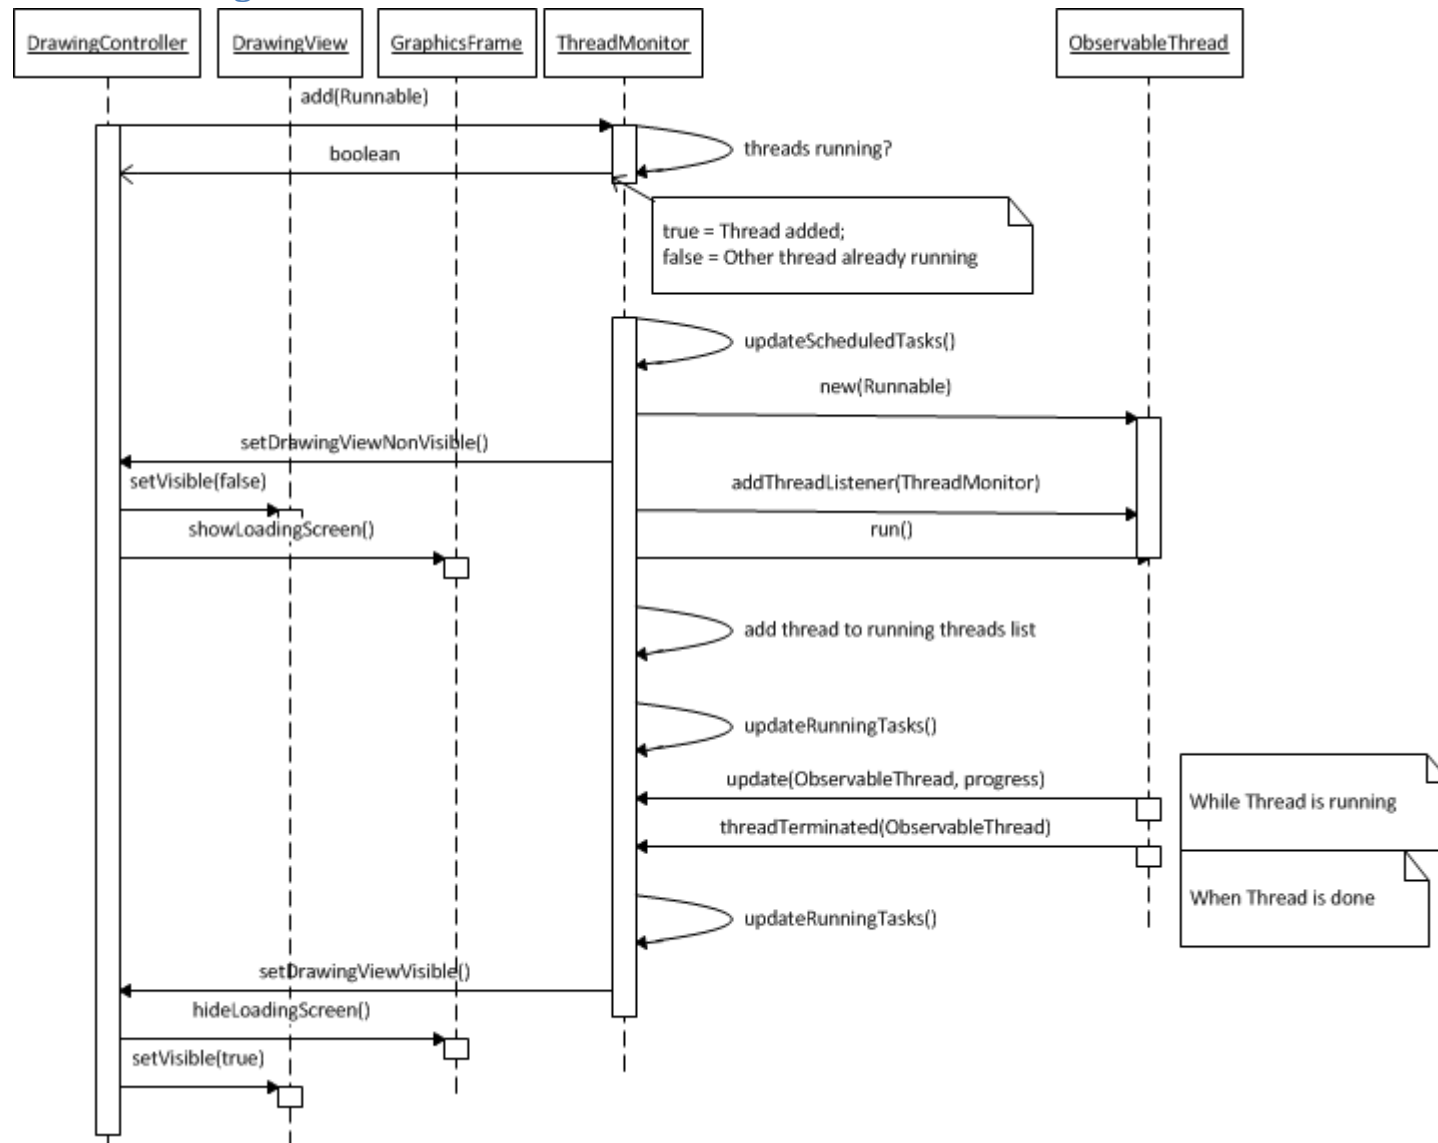 DrawingController
DrawingView
GraphicsFrame
ThreadMonitor
ObservableThread
add(Runnable)
threads running?
boolean
true = Thread added;
false = Other thread already running
updateScheduledTasks()
new(Runnable)
setDrawingViewNonVisible()
setVisible(false)
addThreadListener(ThreadMonitor)
showLoadingScreen()
run()
add thread to running threads list
updateRunningTasks()
update(ObservableThread, progress)
While Thread is running
threadTerminated(ObservableThread)
When Thread is done
updateRunningTasks()
setDrawingViewVisible()
hideLoadingScreen()
setVisible(true)